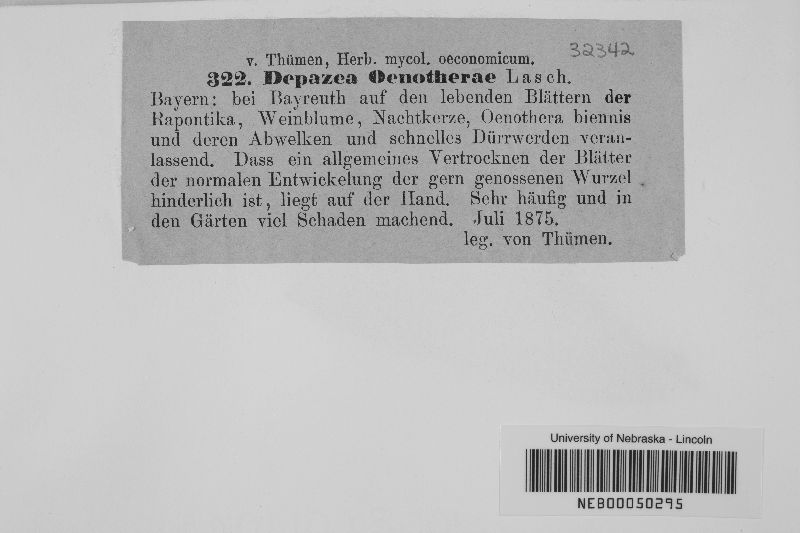 v. Thümen, Herb. mycol. oeconomicum. 32342
322. Depazea Oenotherae Lasch.
Bayern: bei Bayreuth auf den lebenden Blättern der
Rapontika, Weinblume, Nachtkerze, Oenothera biennis
und deren Abwelken und schnelles Dürrwerden veran-
lassend. Dass ein allgemeines Vertrocknen der Blätter
der normalen Entwickelung der gern genossenen Wurzel
hinderlich ist, liegt auf der Hand. Sehr häufig und in
den Gärten viel Schaden machend. Juli 1875.
leg. von Thümen.
University of Nebraska - Lincoln
NEB00050295